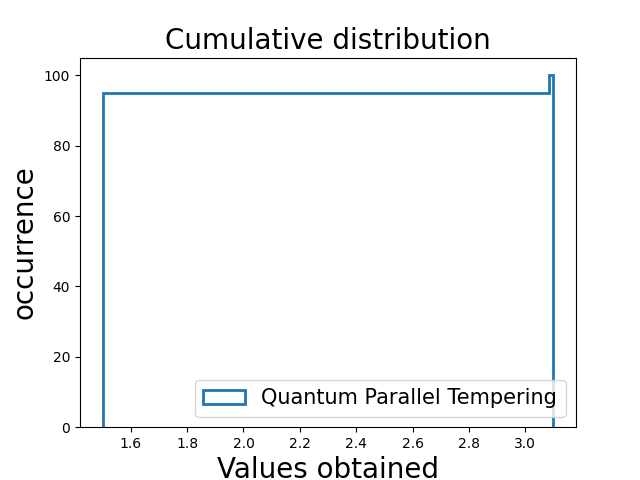 Cumulative distribution
100
80
60
40
20
0
occurrence
Quantum Parallel Tempering
1.6 1.8 2.0 2.2 2.4 2.6 2.8 3.0
Values obtained